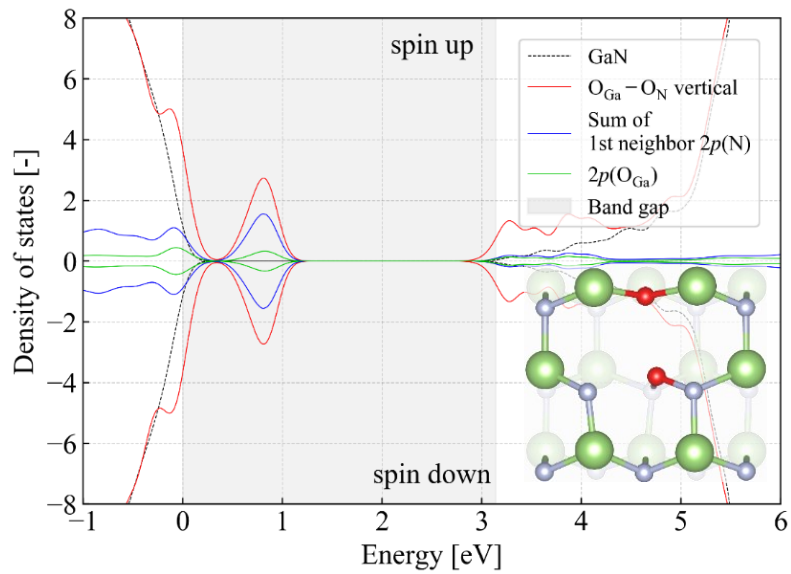 8
6
4
2
0
−2
−4
−6
−8
Density of states [-]
spin up
GaN
O_Ga − O_N vertical
Sum of
1st neighbor 2p(N)
2p(O_Ga)
Band gap
spin down
−1 0 1 2 3 4 5 6
Energy [eV]